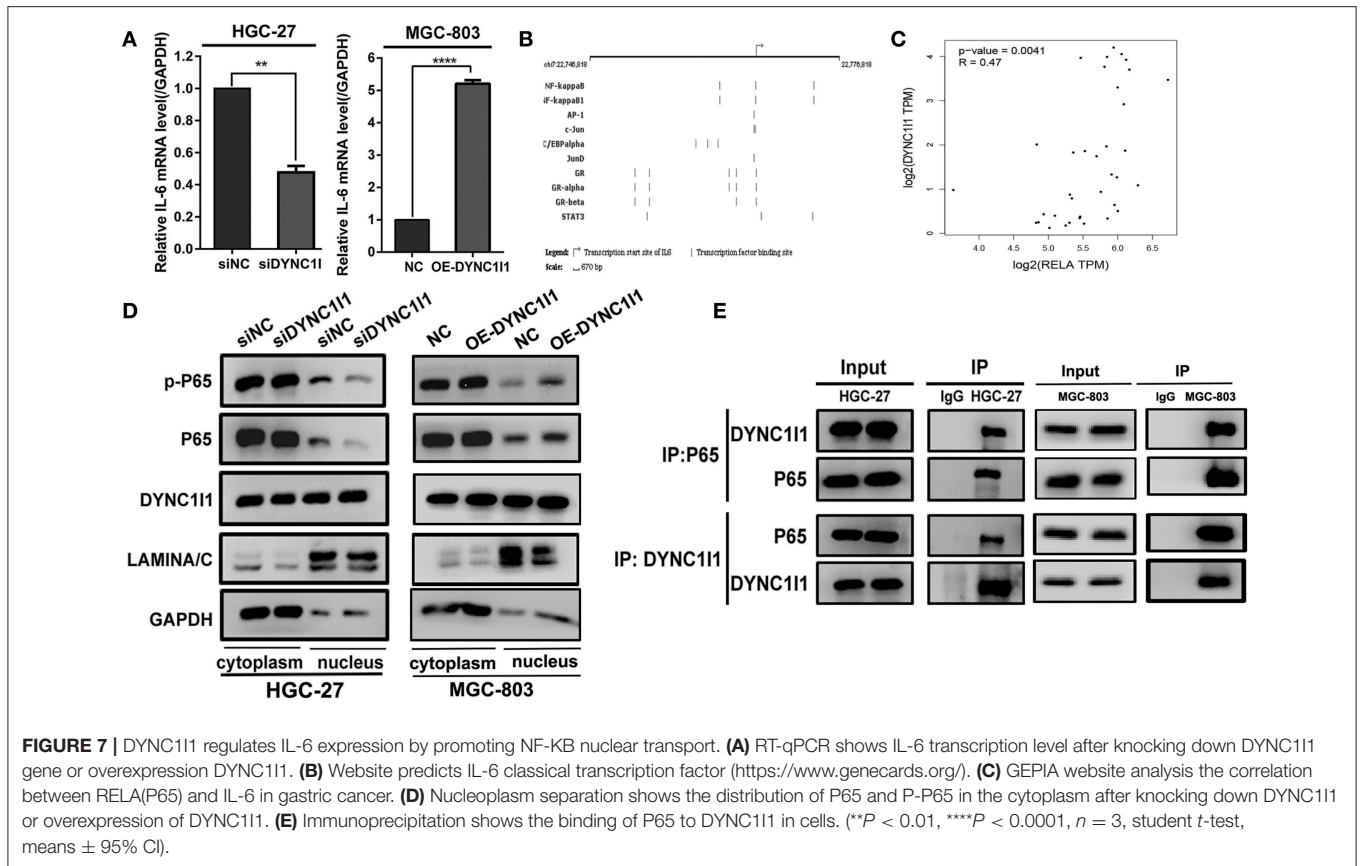 A
HGC-27
Relative IL-6 mRNA level(/GAPDH)
1.2
1.0
0.8
0.6
0.4
0.2
0.0
**
siNC siDYNC1I
MGC-803
Relative IL-6 mRNA level(/GAPDH)
6
5
4
3
2
1
0
****
NC OE-DYNC1I1
B
chr7:22,746,818 22,776,818
NF-kappaB
NF-kappaB1
AP-1
c-Jun
C/EBPalpha
JunD
GR
GR-alpha
GR-beta
STAT3
Legend: Transcription start site of IL6 Transcription factor binding site
Scale: 670 bp
C
p-value = 0.0041
R = 0.47
log2(DYNC1I1 TPM)
4
3
2
1
0
4.0 4.5 5.0 5.5 6.0 6.5
log2(RELA TPM)
D
siNC siDYNC1I1 siNC siDYNC1I1
NC OE-DYNC1I1 NC OE-DYNC1I1
p-P65
P65
DYNC1I1
LAMINA/C
GAPDH
cytoplasm nucleus cytoplasm nucleus
HGC-27 MGC-803
E
Input IP Input IP
HGC-27 IgG HGC-27 MGC-803 IgG MGC-803
IP:P65
DYNC1I1
P65
IP: DYNC1I1
P65
DYNC1I1
FIGURE 7 | DYNC1I1 regulates IL-6 expression by promoting NF-KB nuclear transport. (A) RT-qPCR shows IL-6 transcription level after knocking down DYNC1I1
gene or overexpression DYNC1I1. (B) Website predicts IL-6 classical transcription factor (https://www.genecards.org/). (C) GEPIA website analysis the correlation
between RELA(P65) and IL-6 in gastric cancer. (D) Nucleoplasm separation shows the distribution of P65 and P-P65 in the cytoplasm after knocking down DYNC1I1
or overexpression of DYNC1I1. (E) Immunoprecipitation shows the binding of P65 to DYNC1I1 in cells. (**P < 0.01, ****P < 0.0001, n = 3, student t-test,
means ± 95% CI).